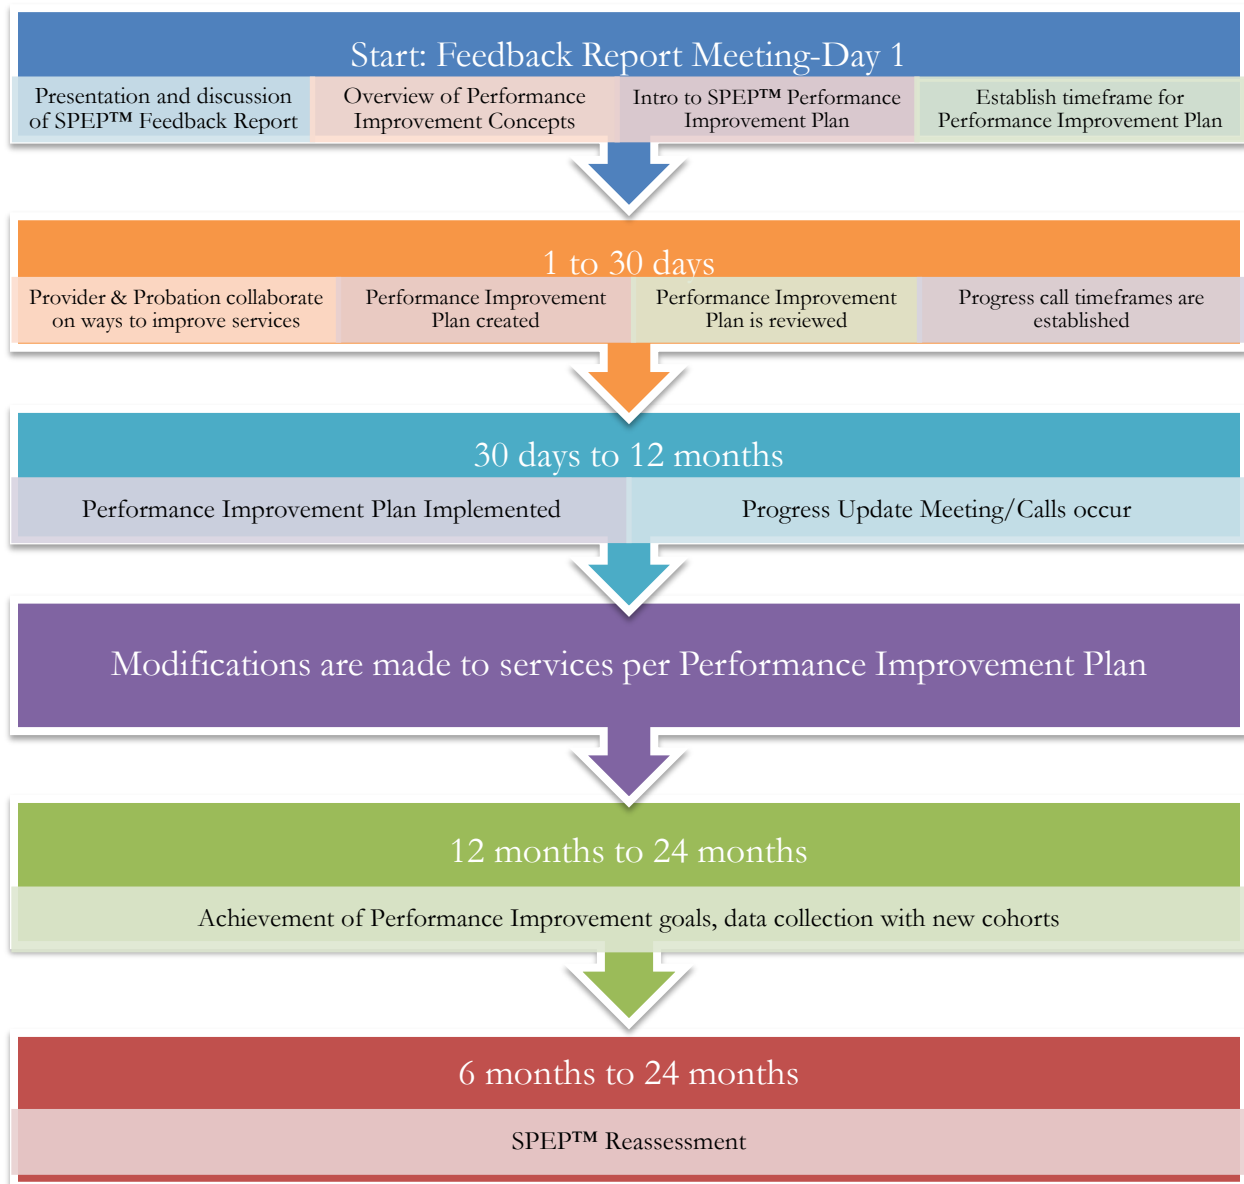 Start: Feedback Report Meeting-Day 1
Presentation and discussion
of SPEP™ Feedback Report
Overview of Performance
Improvement Concepts
Intro to SPEP™ Performance
Improvement Plan
Establish timeframe for
Performance Improvement Plan
1 to 30 days
Provider & Probation collaborate
on ways to improve services
Performance Improvement
Plan created
Performance Improvement
Plan is reviewed
Progress call timeframes are
established
30 days to 12 months
Performance Improvement Plan Implemented
Progress Update Meeting/Calls occur
Modifications are made to services per Performance Improvement Plan
12 months to 24 months
Achievement of Performance Improvement goals, data collection with new cohorts
6 months to 24 months
SPEP™ Reassessment